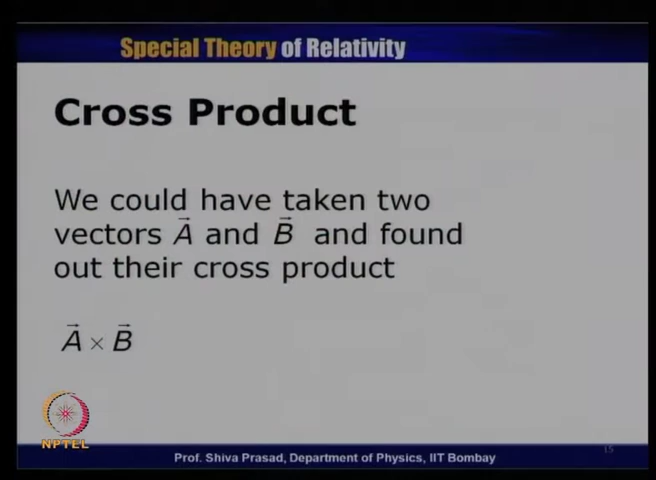 Special Theory of Relativity
Cross Product
We could have taken two
vectors A⃗ and B⃗ and found
out their cross product
A⃗ × B⃗
NPTEL
15
Prof. Shiva Prasad, Department of Physics, IIT Bombay